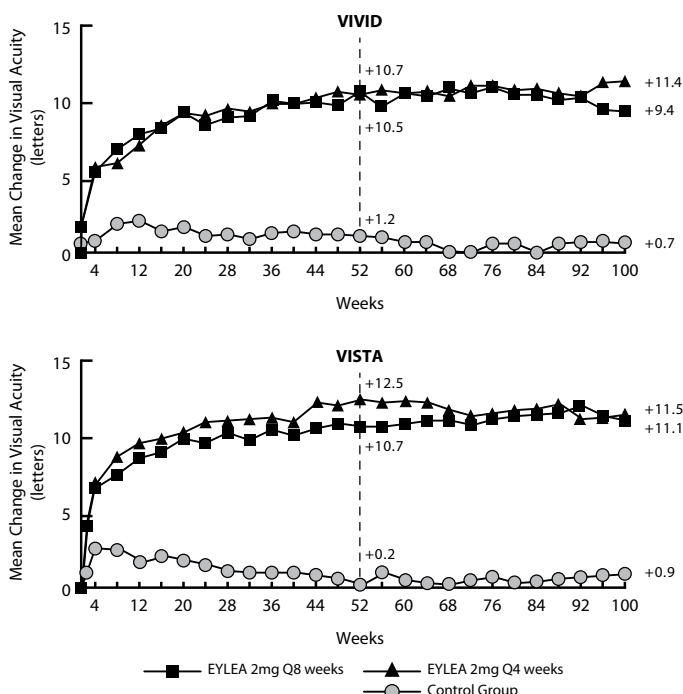 VIVID
Mean Change in Visual Acuity
(letters)
15
10
5
0
+10.7
+10.5
+1.2
+11.4
+9.4
+0.7
4 12 20 28 36 44 52 60 68 76 84 92 100
Weeks
VISTA
Mean Change in Visual Acuity
(letters)
15
10
5
0
+12.5
+10.7
+0.2
+11.5
+11.1
+0.9
4 12 20 28 36 44 52 60 68 76 84 92 100
Weeks
EYLEA 2mg Q8 weeks EYLEA 2mg Q4 weeks
Control Group